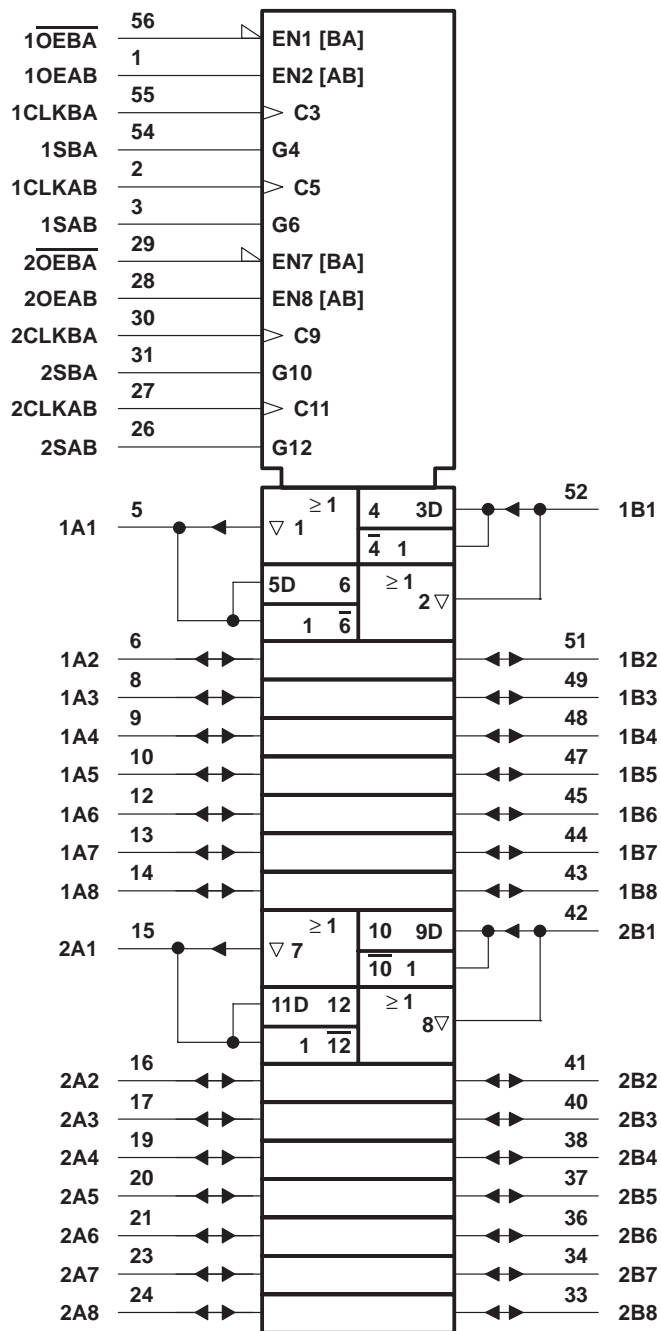 56
1O̅E̅B̅A̅ EN1 [BA]
1
1OEAB EN2 [AB]
55
1CLKBA C3
54
1SBA G4
2
1CLKAB C5
3
1SAB G6
29
2O̅E̅B̅A̅ EN7 [BA]
28
2OEAB EN8 [AB]
30
2CLKBA C9
31
2SBA G10
27
2CLKAB C11
26
2SAB G12
5 ≥ 1 4 3D 52
1A1 ▽ 1 1B1
4̅ 1
5D 6 ≥ 1
2 ▽
1 6̅
6 51
1A2 1B2
8 49
1A3 1B3
9 48
1A4 1B4
10 47
1A5 1B5
12 45
1A6 1B6
13 44
1A7 1B7
14 43
1A8 1B8
15 ≥ 1 10 9D 42
2A1 ▽ 7 2B1
1̅0̅ 1
11D 12 ≥ 1
8 ▽
1 1̅2̅
16 41
2A2 2B2
17 40
2A3 2B3
19 38
2A4 2B4
20 37
2A5 2B5
21 36
2A6 2B6
23 34
2A7 2B7
24 33
2A8 2B8